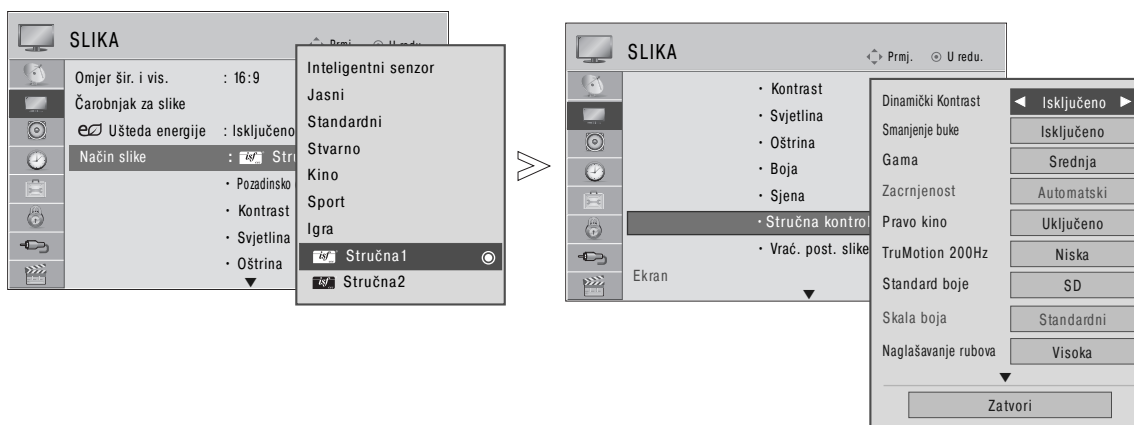 SLIKA
Prmj. U redu.
Omjer šir. i vis. : 16:9
Čarobnjak za slike
Ušteda energije : Isključeno
Način slike : isf
• Pozadinsko
• Kontrast
• Svjetlina
• Oštrina
Inteligentni senzor
Jasni
Standardni
Stvarno
Kino
Sport
Igra
isf Stručna1
isf Stručna2
SLIKA
Prmj. U redu.
• Kontrast
• Svjetlina
• Oštrina
• Boja
• Sjena
• Stručna kontrol
• Vrać. post. slike
Ekran
Dinamički Kontrast ◀ Isključeno ▶
Smanjenje buke Isključeno
Gama Srednja
Zacrnjenost Automatski
Pravo kino Uključeno
TruMotion 200Hz Niska
Standard boje SD
Skala boja Standardni
Naglašavanje rubova Visoka
Zatvori